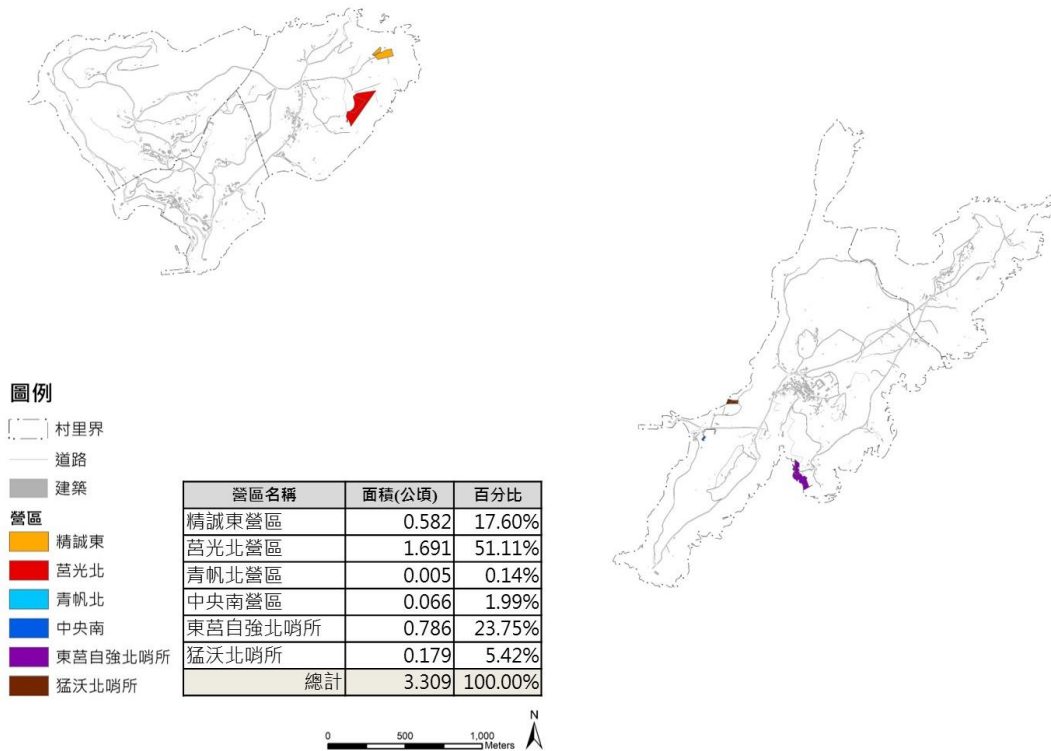 圖例
村里界
道路
建築
營區
精誠東
莒光北
青帆北
中央南
東莒自強北哨所
猛沃北哨所
營區名稱 面積(公頃) 百分比
精誠東營區 0.582 17.60%
莒光北營區 1.691 51.11%
青帆北營區 0.005 0.14%
中央南營區 0.066 1.99%
東莒自強北哨所 0.786 23.75%
猛沃北哨所 0.179 5.42%
總計 3.309 100.00%
N
0 500 1,000
Meters